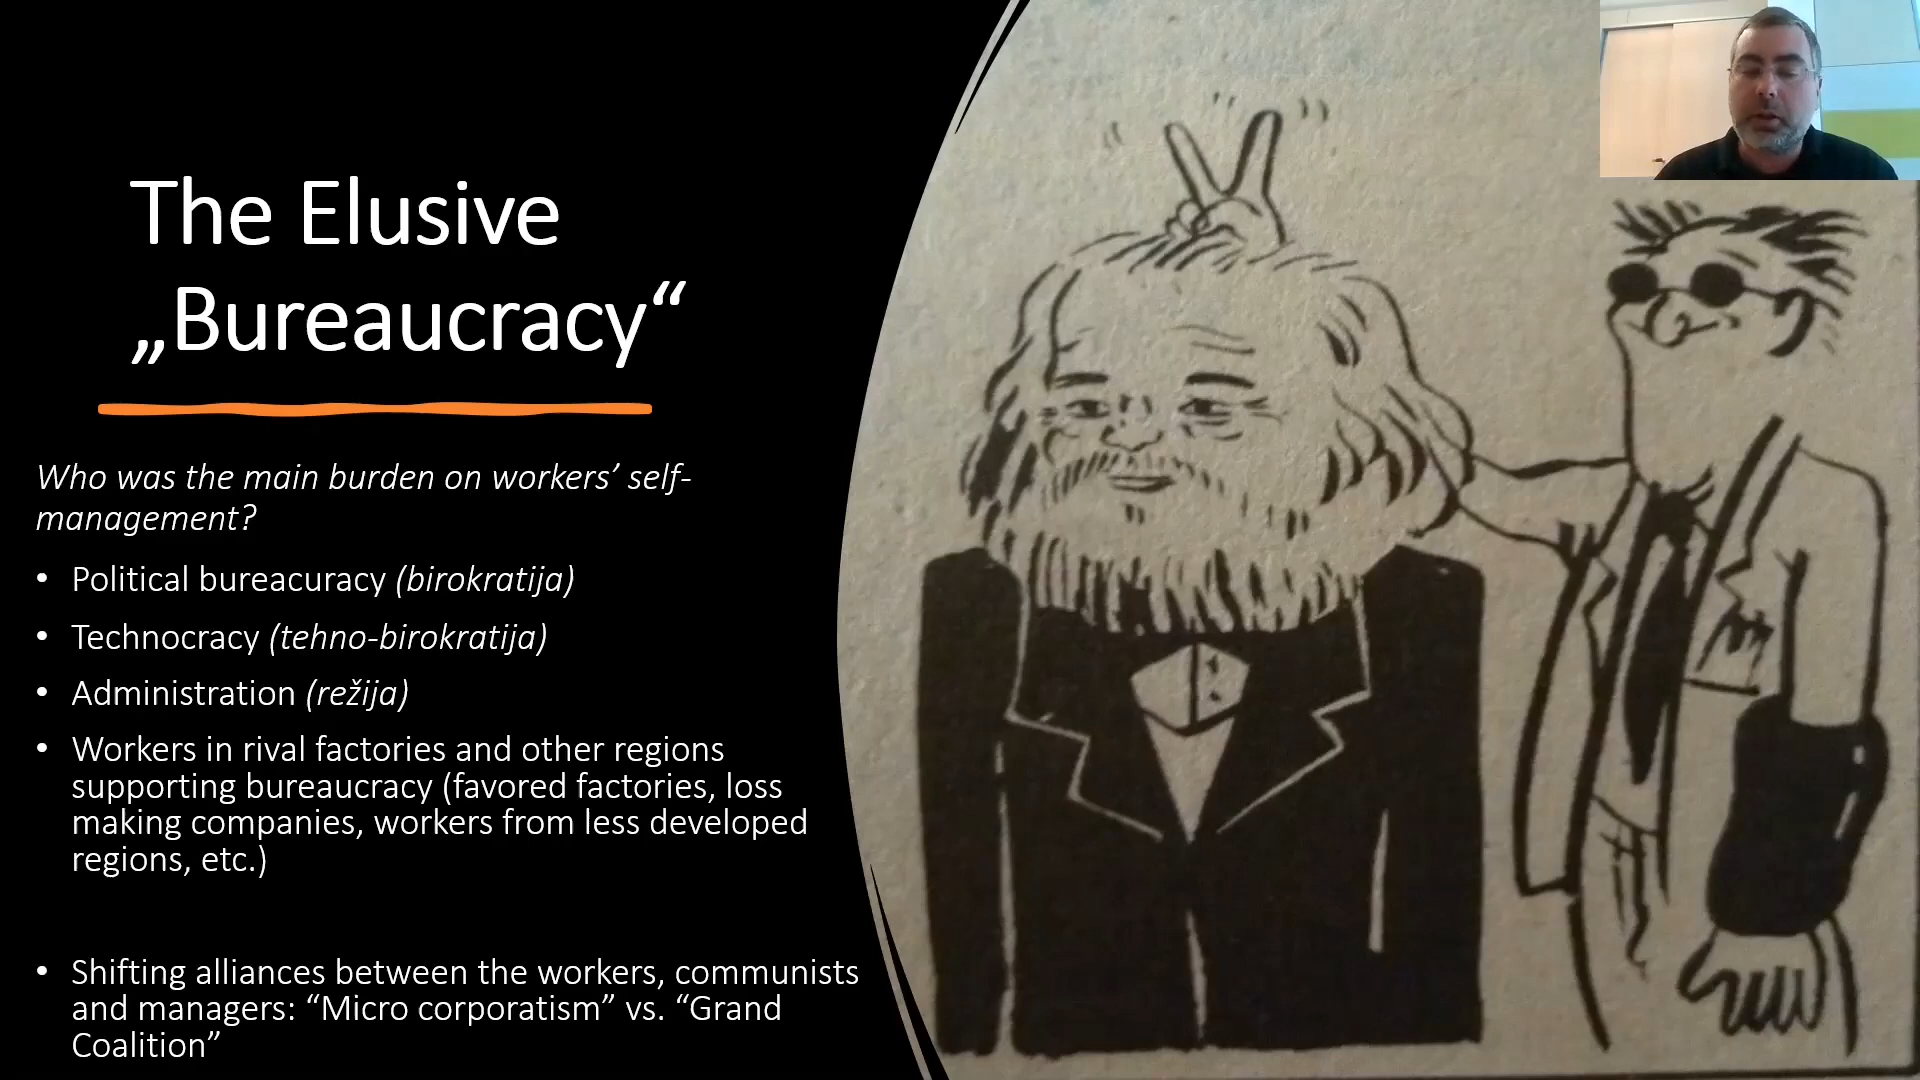 The Elusive
„Bureaucracy“
Who was the main burden on workers’ self-
management?
• Political bureacuracy (birokratija)
• Technocracy (tehno-birokratija)
• Administration (režija)
• Workers in rival factories and other regions
supporting bureaucracy (favored factories, loss
making companies, workers from less developed
regions, etc.)
• Shifting alliances between the workers, communists
and managers: “Micro corporatism” vs. “Grand
Coalition”